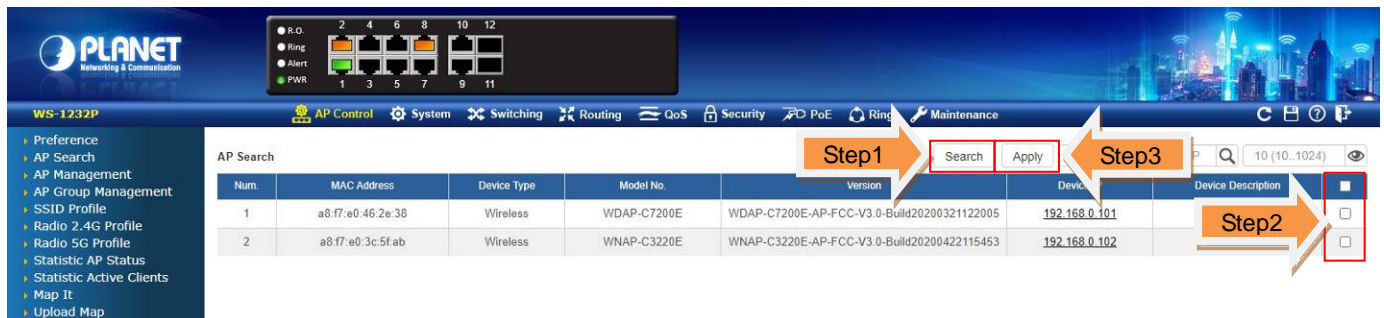 PLANET
Networking & Communication
R.O.
Ring
Alert
PWR
2 4 6 8 10 12
1 3 5 7 9 11
WS-1232P
AP Control System Switching Routing QoS Security PoE Ring Maintenance
Preference
AP Search
AP Management
AP Group Management
SSID Profile
Radio 2.4G Profile
Radio 5G Profile
Statistic AP Status
Statistic Active Clients
Map It
Upload Map
AP Search
Step1 Search Apply Step3 P 10 (10..1024)
Num. MAC Address Device Type Model No. Version Device Description
1 a8:f7:e0:46:2e:38 Wireless WDAP-C7200E WDAP-C7200E-AP-FCC-V3.0-Build20200321122005 192.168.0.101
2 a8:f7:e0:3c:5f:ab Wireless WNAP-C3220E WNAP-C3220E-AP-FCC-V3.0-Build20200422115453 192.168.0.102
Step2